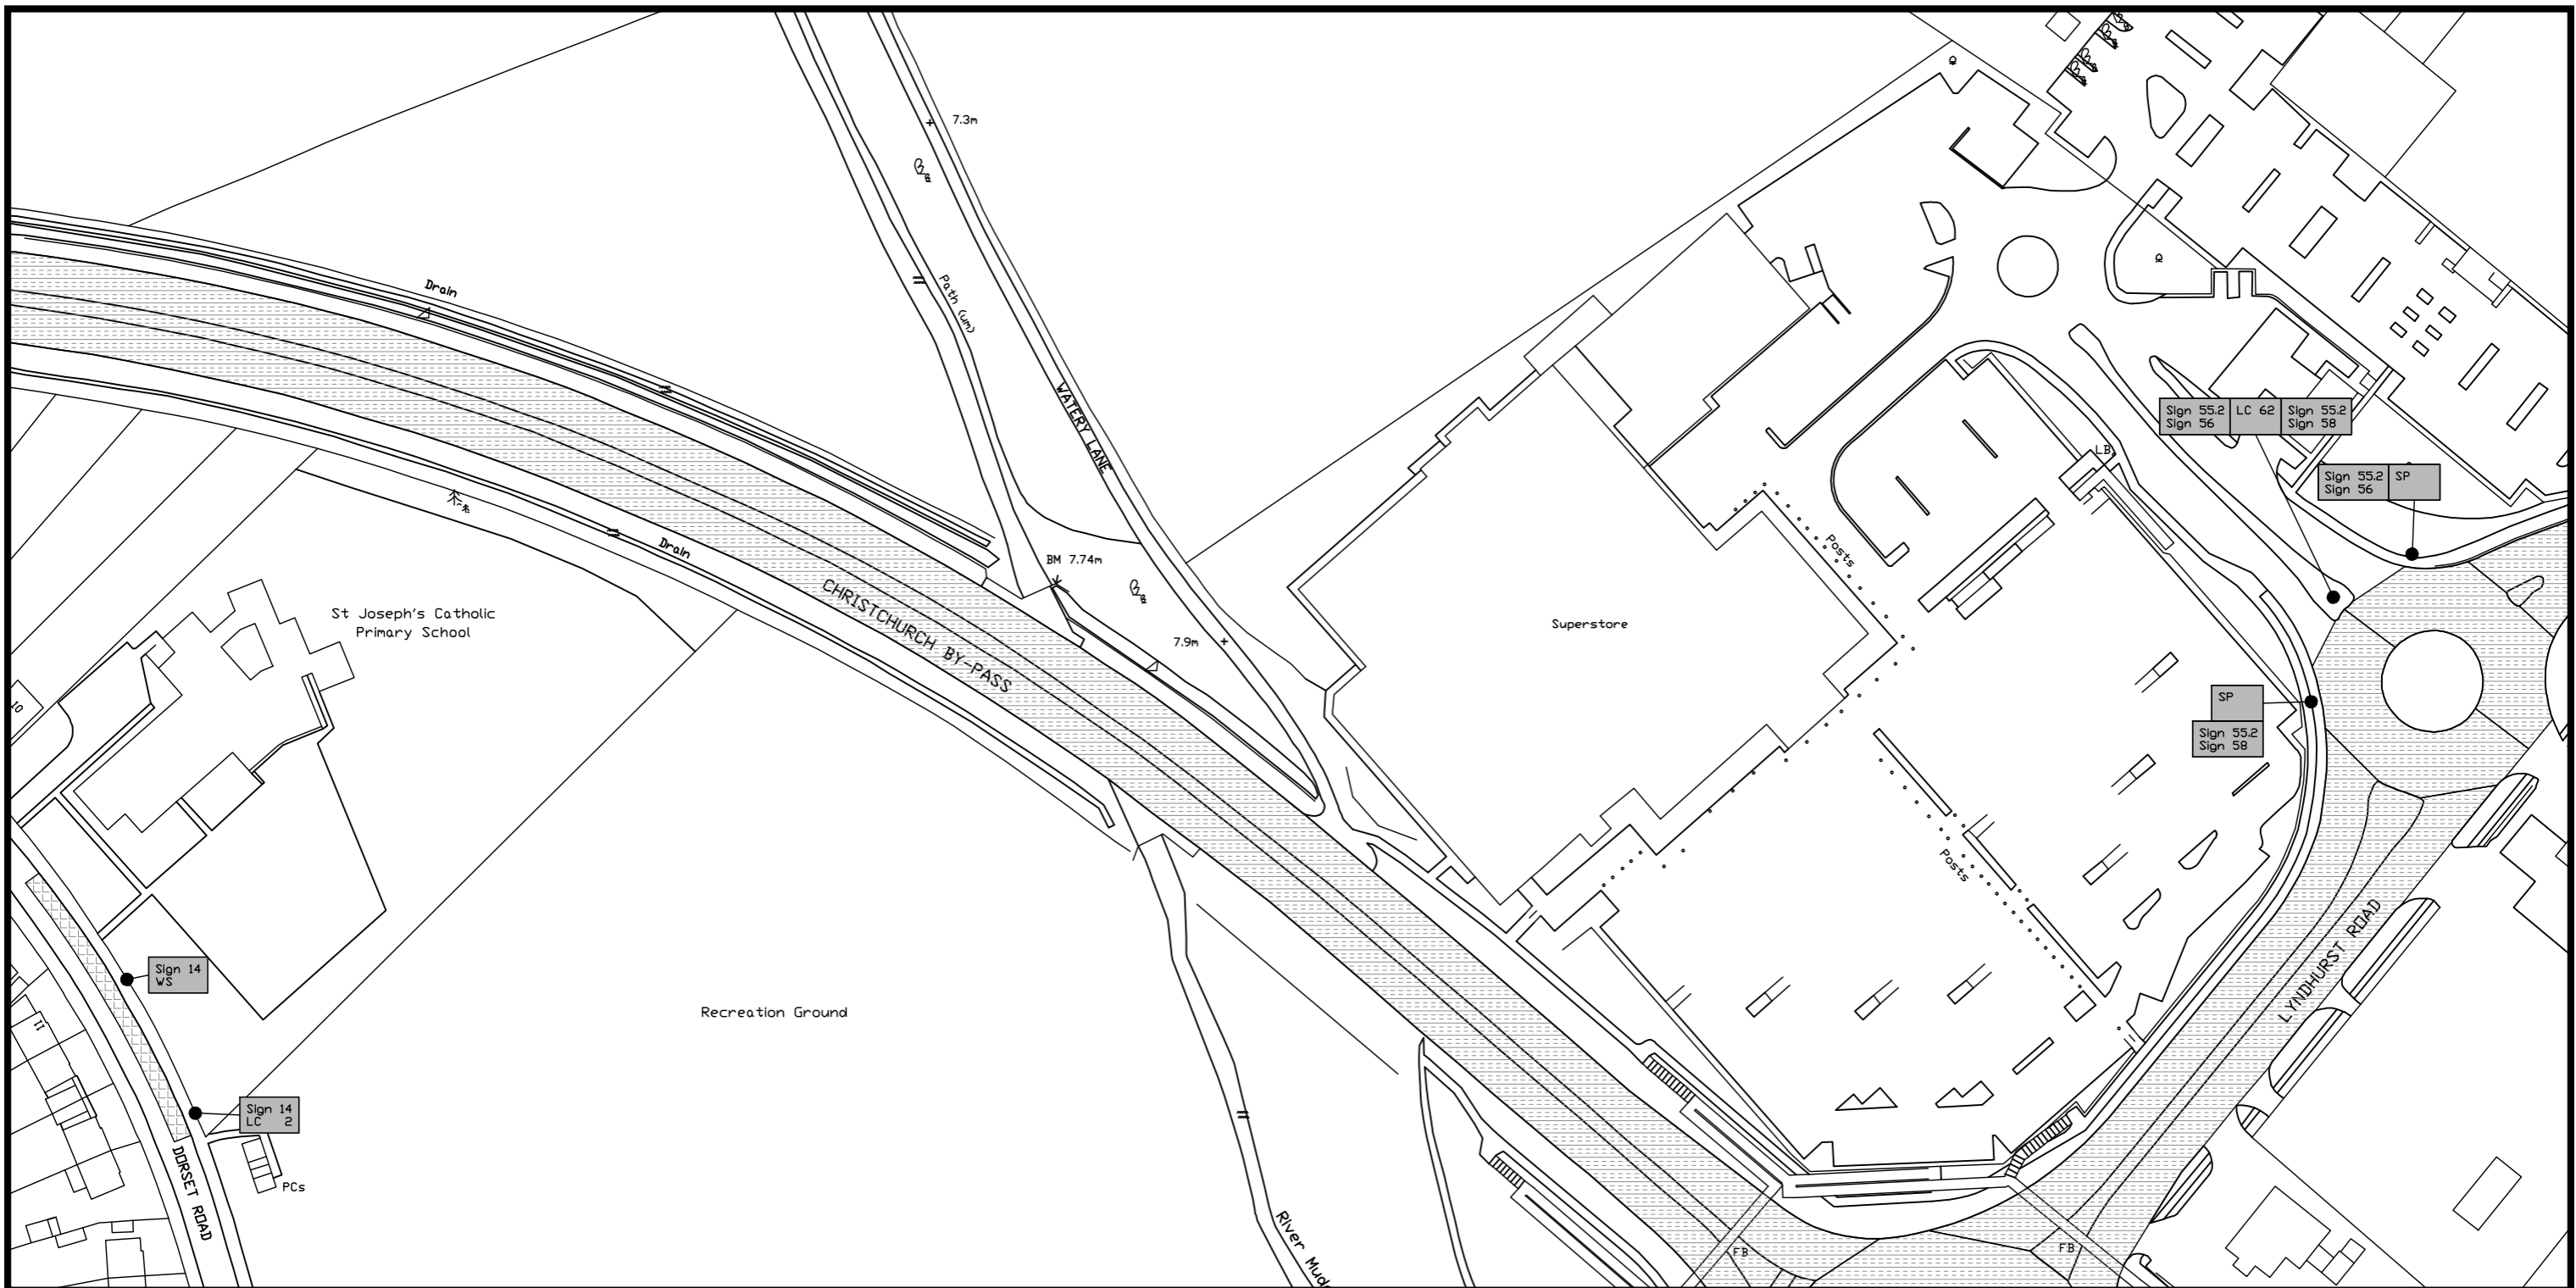 7.3m
Drain
Path (um)
WATERY LANE
Sign 55.2
Sign 56
LC 62
Sign 55.2
Sign 58
LB
Sign 55.2
Sign 56
SP
Drain
Posts
BM 7.74m
CHRISTCHURCH BY-PASS
St Joseph's Catholic
Primary School
Superstore
7.9m
10
SP
Sign 55.2
Sign 58
Posts
LYNDHURST ROAD
Sign 14
WS
Recreation Ground
11
Sign 14
LC 2
DORSET ROAD
PCs
River Mude
FB
FB